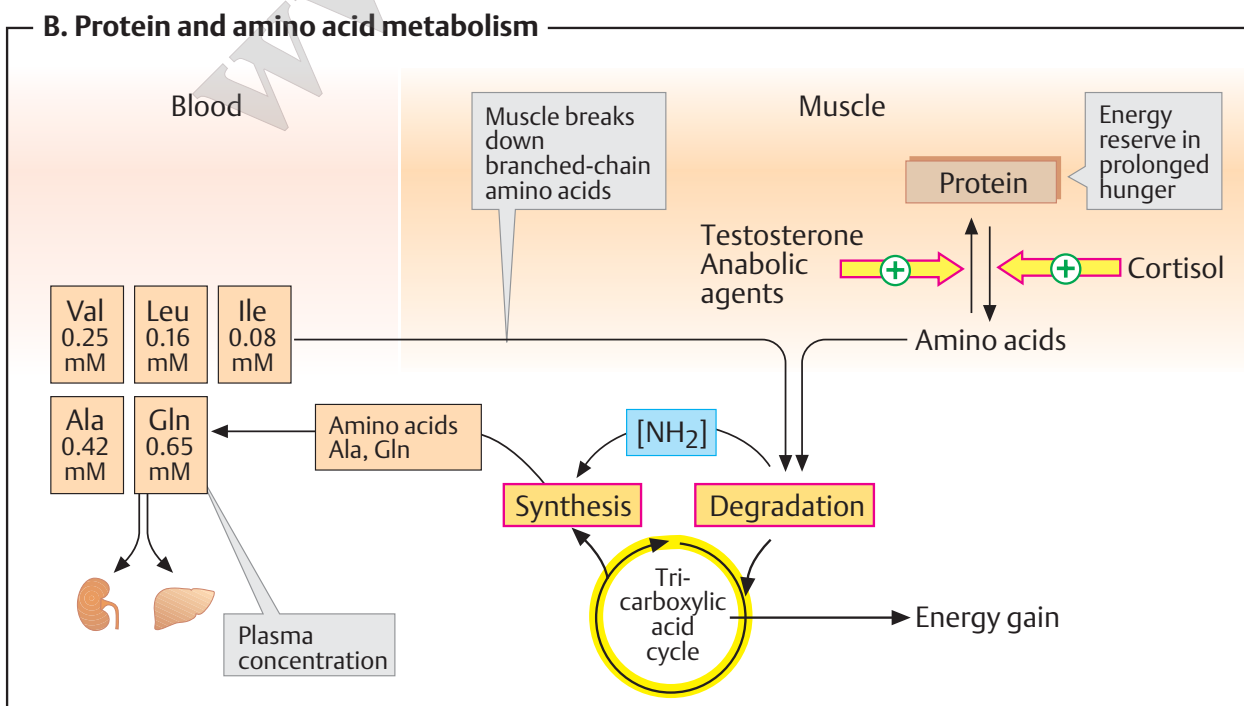 B. Protein and amino acid metabolism
Blood
Muscle
Muscle breaks
down
branched-chain
amino acids
Energy
reserve in
prolonged
hunger
Protein
Testosterone
Anabolic
agents
+
+
Cortisol
Amino acids
Val
0.25
mM
Leu
0.16
mM
Ile
0.08
mM
Ala
0.42
mM
Gln
0.65
mM
Amino acids
Ala, Gln
[NH₂]
Synthesis
Degradation
Tri-
carboxylic
acid
cycle
Energy gain
Plasma
concentration